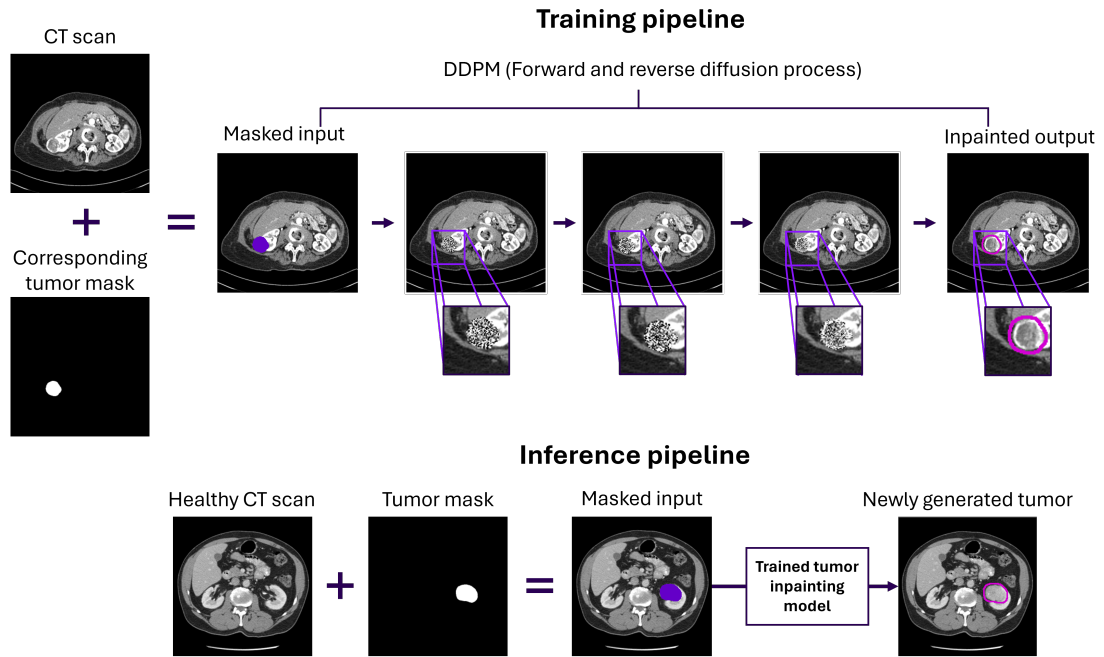 Training pipeline
CT scan
DDPM (Forward and reverse diffusion process)
Masked input
Inpainted output
+
=
Corresponding
tumor mask
Inference pipeline
Healthy CT scan
Tumor mask
Masked input
Newly generated tumor
+
=
Trained tumor
inpainting
model